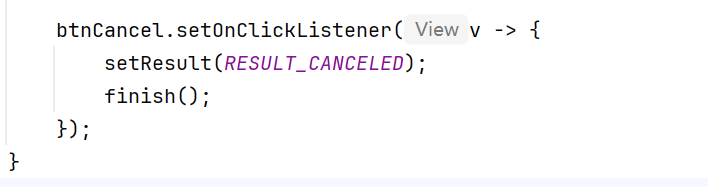 btnCancel.setOnClickListener( View v -> {
    setResult(RESULT_CANCELED);
    finish();
});
}